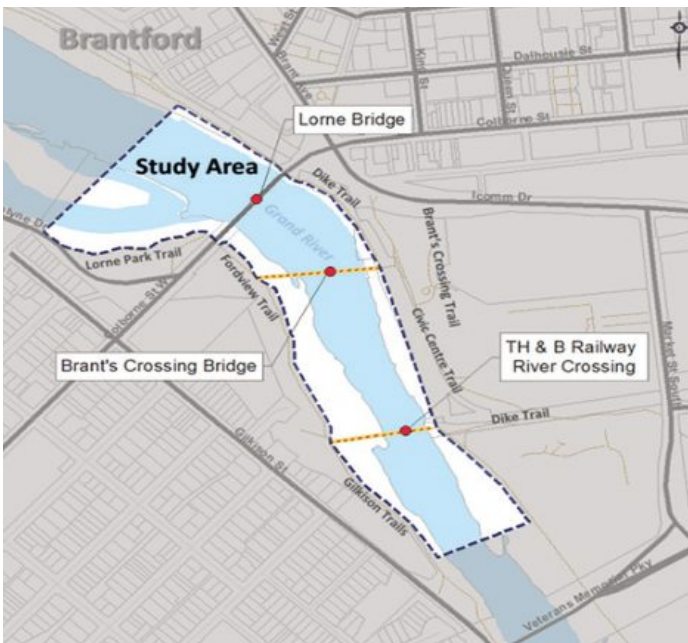 Brantford
West St
Brant Ave
King St
Queen St
Dalhousie St
Colborne St
Lorne Bridge
Study Area
Dike Trail
Icomm Dr
Grand River
Brant's Crossing Trail
Lorne Park Trail
Fordview Trail
Colborne St W
Civic Centre Trail
Market St South
Brant's Crossing Bridge
TH & B Railway
River Crossing
Dike Trail
Gilkison St
Gilkison Trails
Veterans Memorial Pky